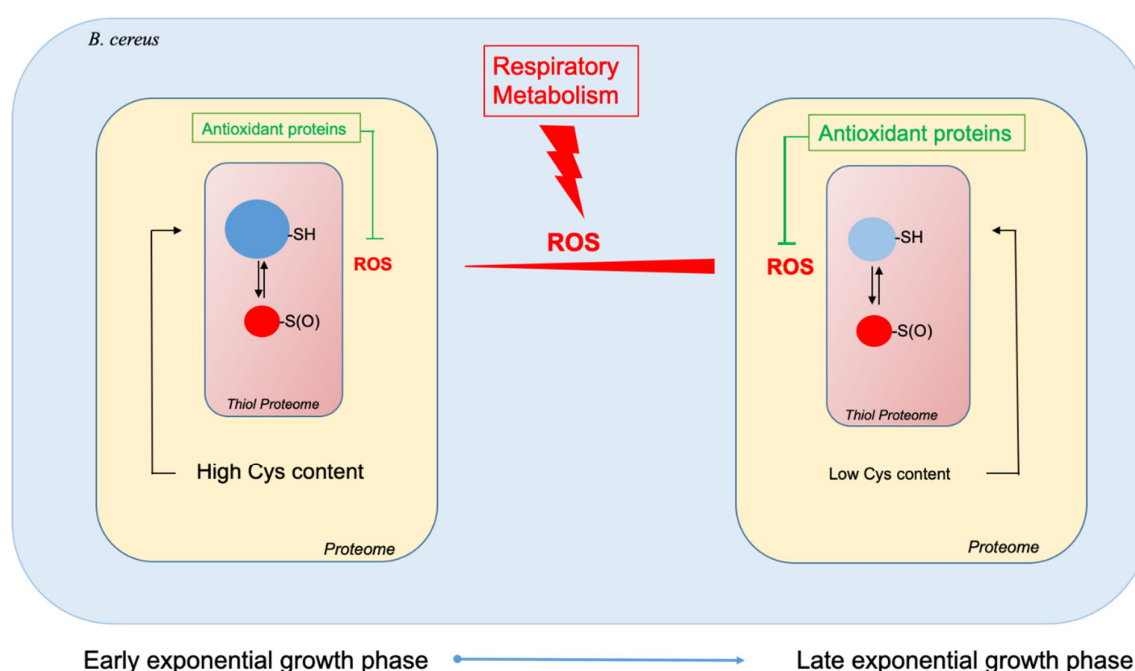 B. cereus
Respiratory
Metabolism
ROS
Antioxidant proteins
-SH
ROS
-S(O)
Thiol Proteome
High Cys content
Proteome
Antioxidant proteins
-SH
ROS
-S(O)
Thiol Proteome
Low Cys content
Proteome
Early exponential growth phase
Late exponential growth phase